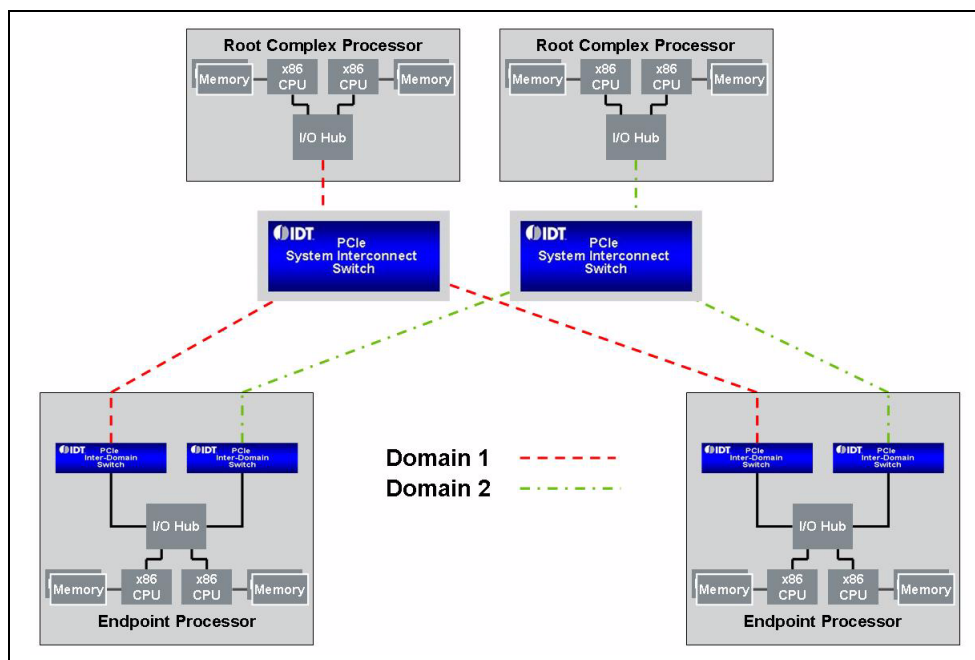 Root Complex Processor
Memory
x86
CPU
x86
CPU
Memory
I/O Hub
Root Complex Processor
Memory
x86
CPU
x86
CPU
Memory
I/O Hub
IDT
PCIe
System Interconnect
Switch
IDT
PCIe
System Interconnect
Switch
IDT
PCIe
Inter-Domain
Switch
IDT
PCIe
Inter-Domain
Switch
I/O Hub
Memory
x86
CPU
x86
CPU
Memory
Endpoint Processor
Domain 1
Domain 2
IDT
PCIe
Inter-Domain
Switch
IDT
PCIe
Inter-Domain
Switch
I/O Hub
Memory
x86
CPU
x86
CPU
Memory
Endpoint Processor